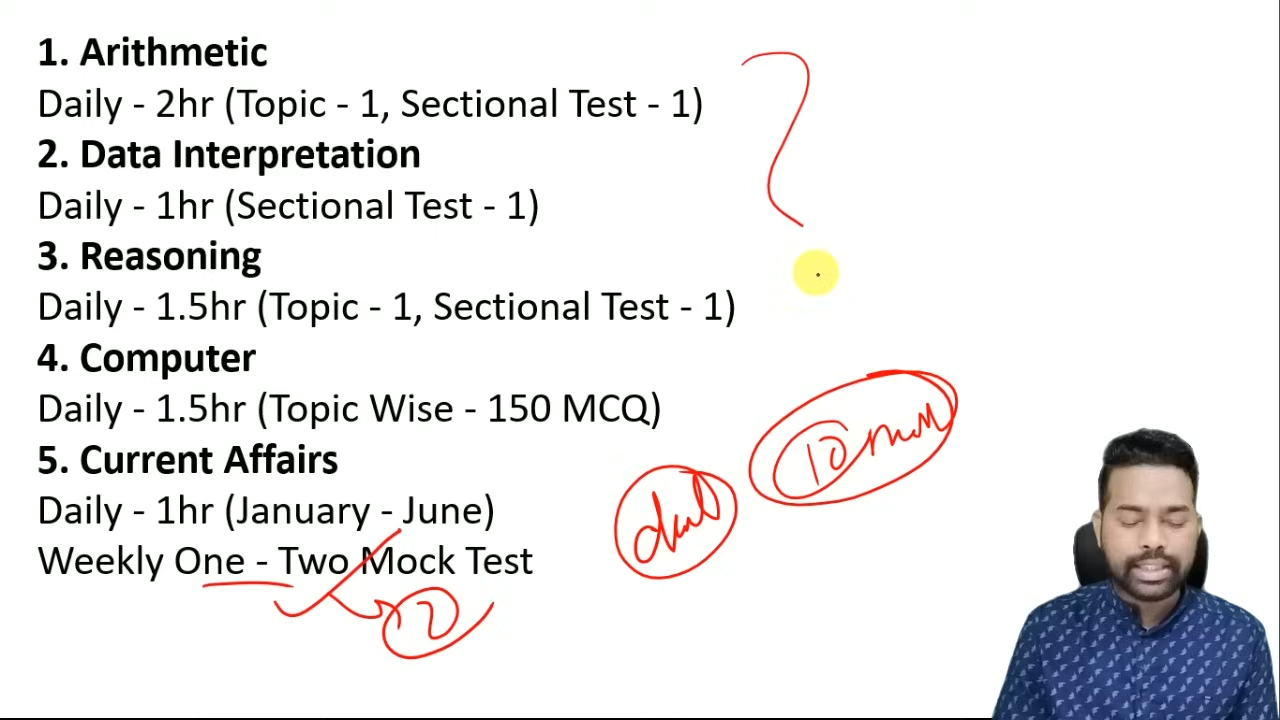 1. Arithmetic
Daily - 2hr (Topic - 1, Sectional Test - 1)
2. Data Interpretation
Daily - 1hr (Sectional Test - 1)
3. Reasoning
Daily - 1.5hr (Topic - 1, Sectional Test - 1)
4. Computer
Daily - 1.5hr (Topic Wise - 150 MCQ)
5. Current Affairs
Daily - 1hr (January - June)
Weekly One - Two Mock Test
2